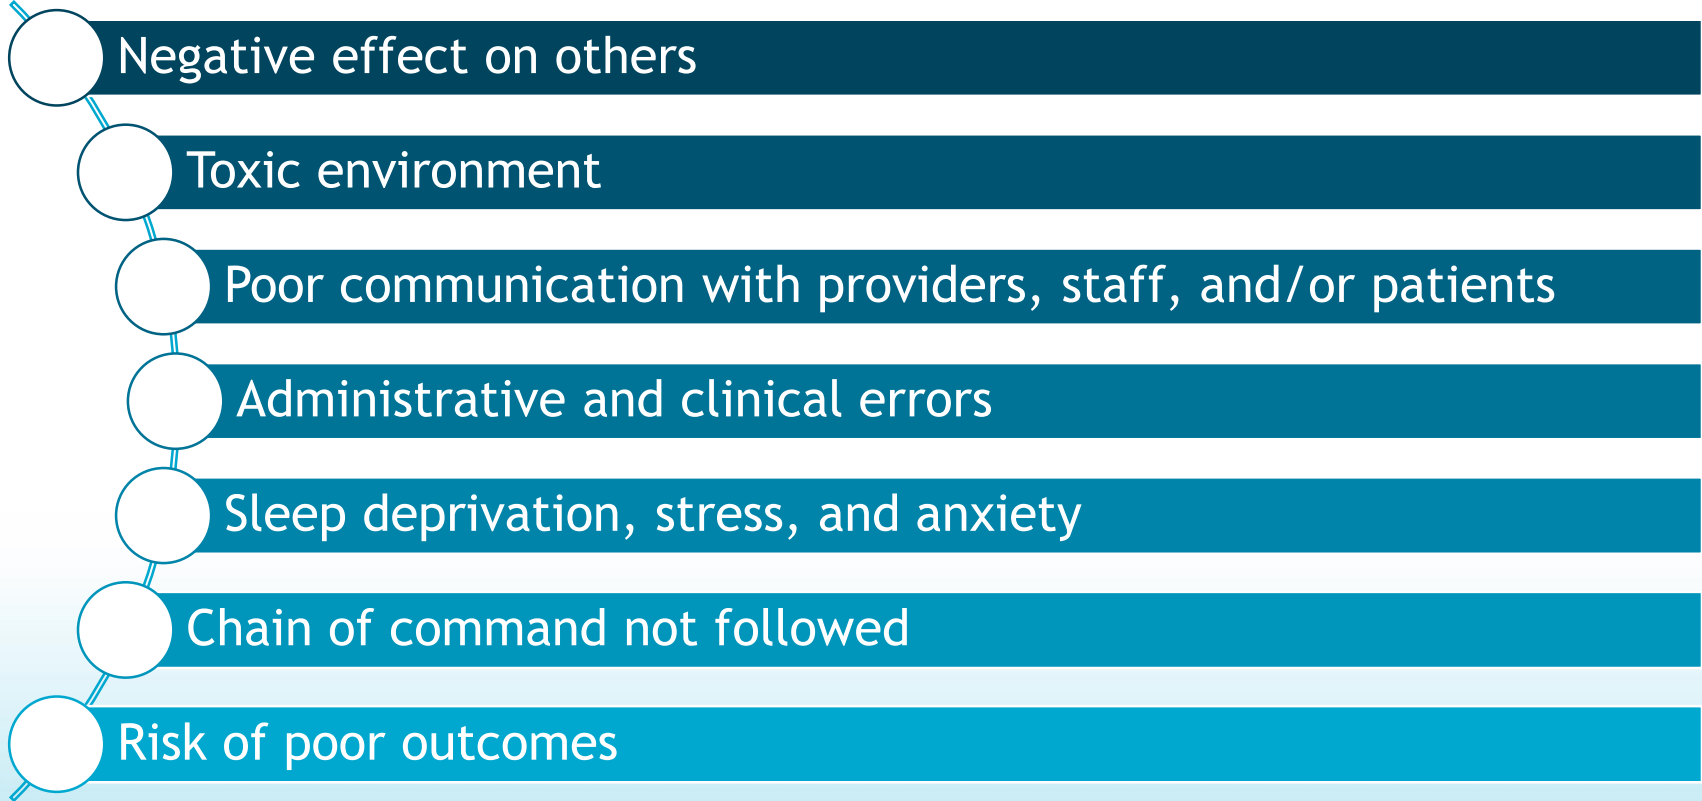 Negative effect on others
Toxic environment
Poor communication with providers, staff, and/or patients
Administrative and clinical errors
Sleep deprivation, stress, and anxiety
Chain of command not followed
Risk of poor outcomes